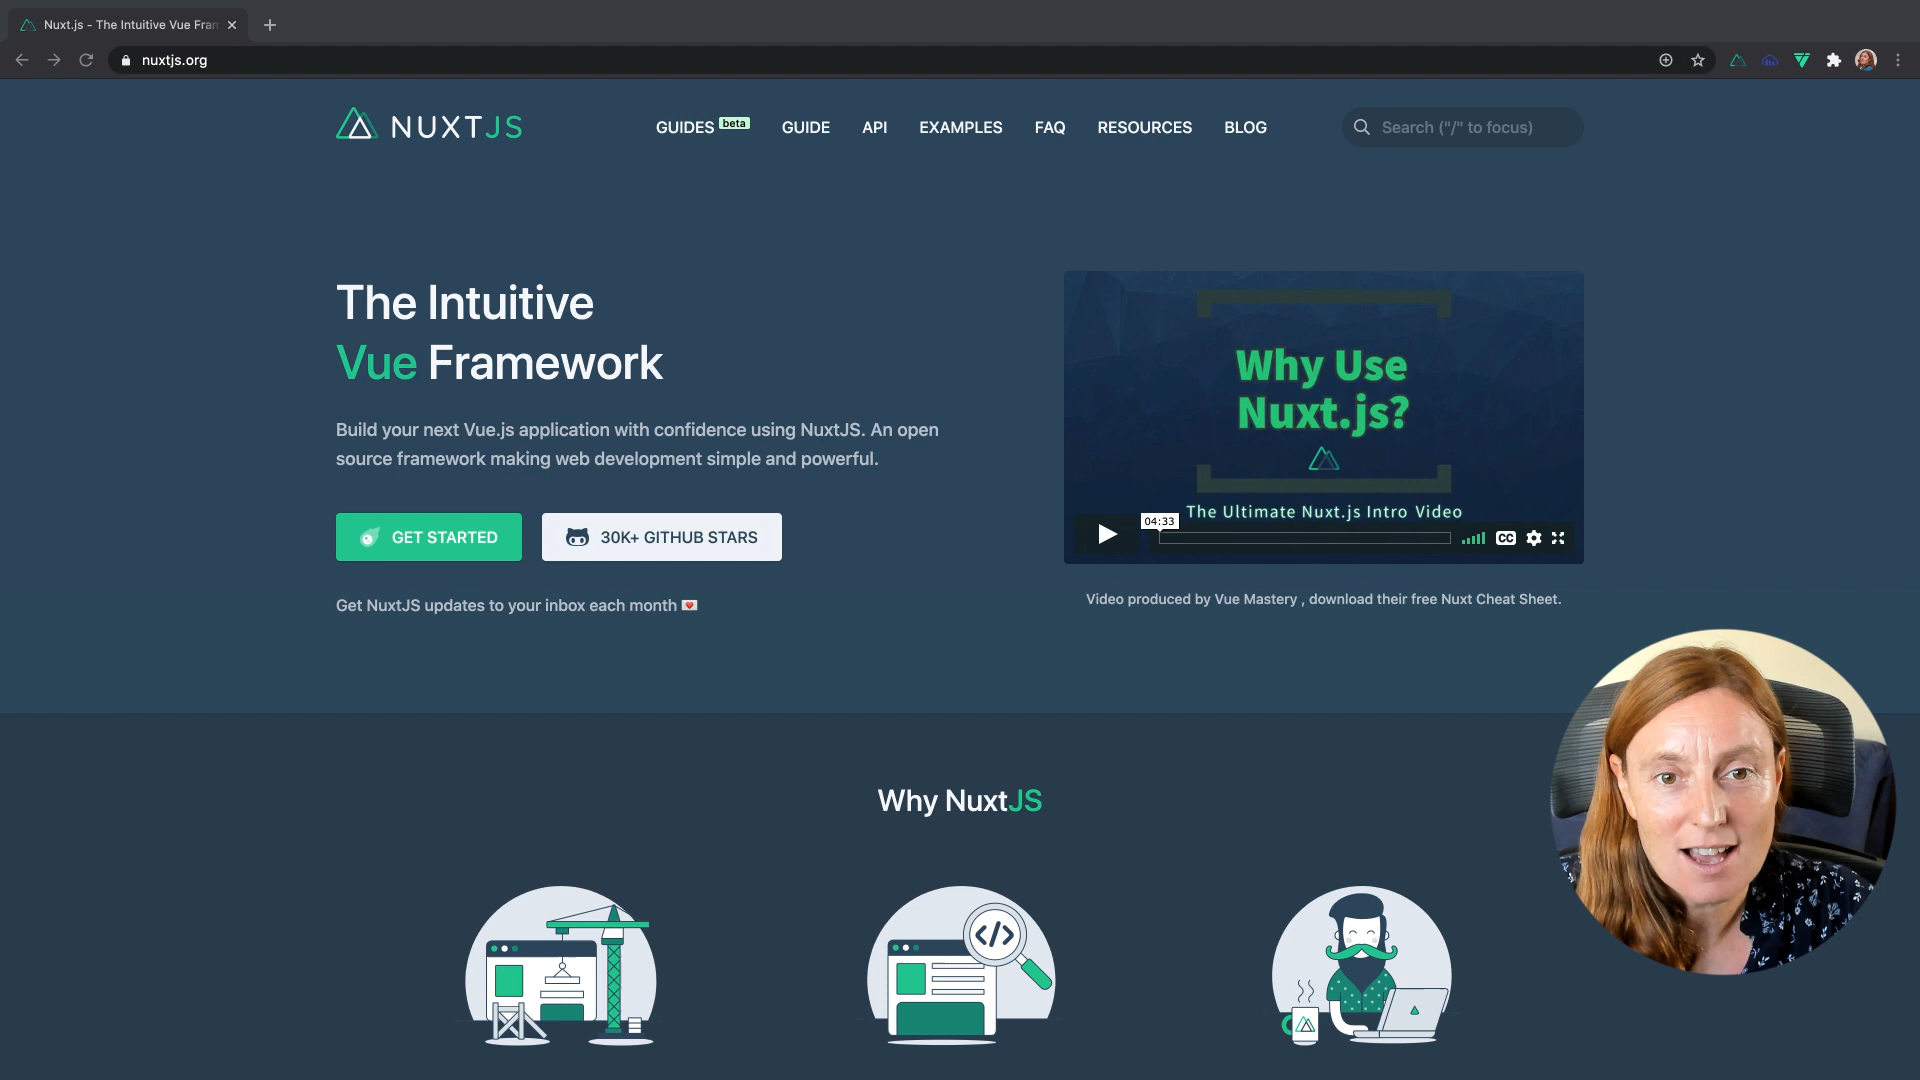 Nuxt.js - The Intuitive Vue Fran
nuxtjs.org
NUXTJS
GUIDES beta
GUIDE
API
EXAMPLES
FAQ
RESOURCES
BLOG
Search ("/" to focus)
The Intuitive
Vue Framework
Build your next Vue.js application with confidence using NuxtJS. An open
source framework making web development simple and powerful.
GET STARTED
30K+ GITHUB STARS
Get NuxtJS updates to your inbox each month
Why Use
Nuxt.js?
The Ultimate Nuxt.js Intro Video
04:33
CC
Video produced by Vue Mastery , download their free Nuxt Cheat Sheet.
Why NuxtJS